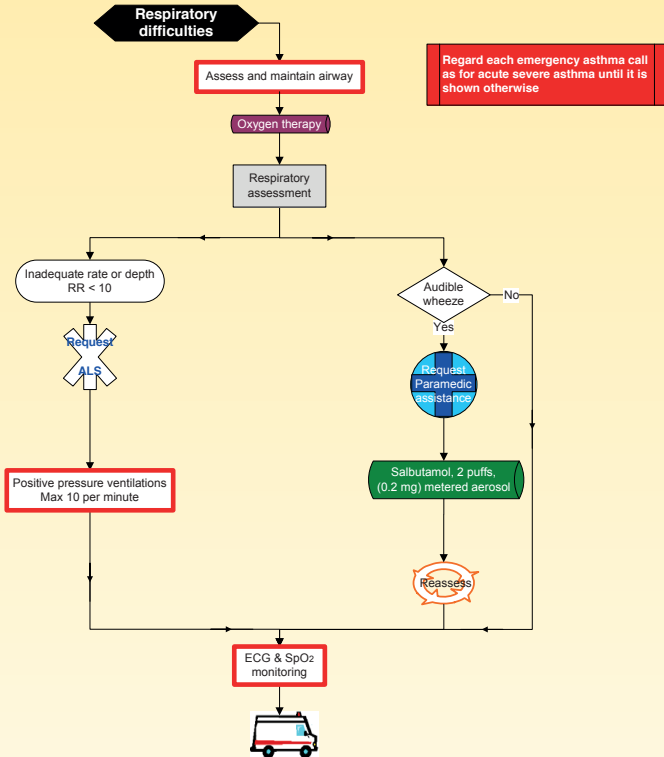 Respiratory
difficulties
Regard each emergency asthma call
as for acute severe asthma until it is
shown otherwise
Assess and maintain airway
Oxygen therapy
Respiratory
assessment
Inadequate rate or depth
RR < 10
Audible
wheeze
No
Yes
Request
ALS
Request
Paramedic
assistance
Positive pressure ventilations
Max 10 per minute
Salbutamol, 2 puffs,
(0.2 mg) metered aerosol
Reassess
ECG & SpO2
monitoring